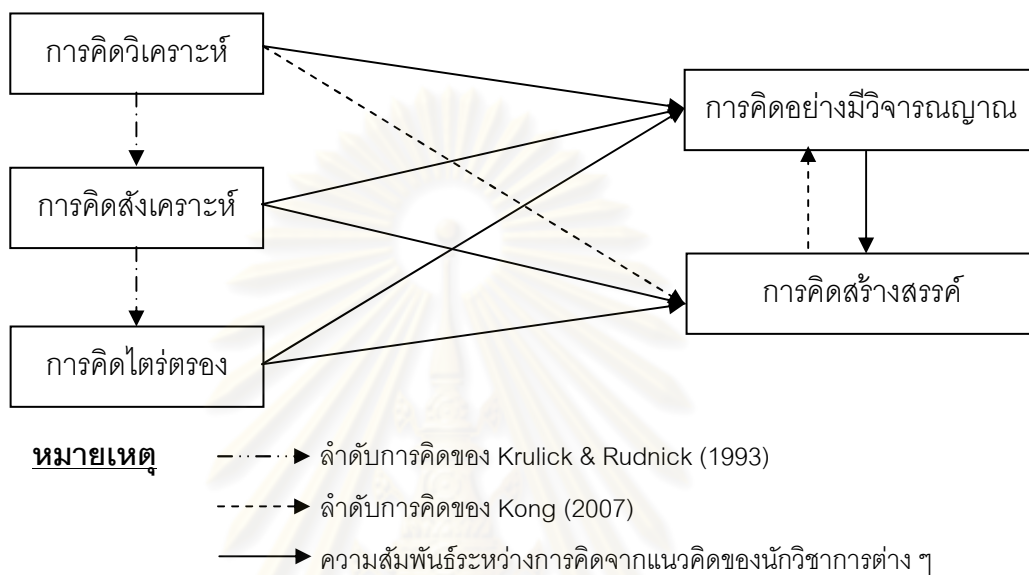 การคิดวิเคราะห์
การคิดอย่างมีวิจารณญาณ
การคิดสังเคราะห์
การคิดสร้างสรรค์
การคิดไตร่ตรอง
หมายเหตุ
ลำดับการคิดของ Krulick & Rudnick (1993)
ลำดับการคิดของ Kong (2007)
ความสัมพันธ์ระหว่างการคิดจากแนวคิดของนักวิชาการต่าง ๆ